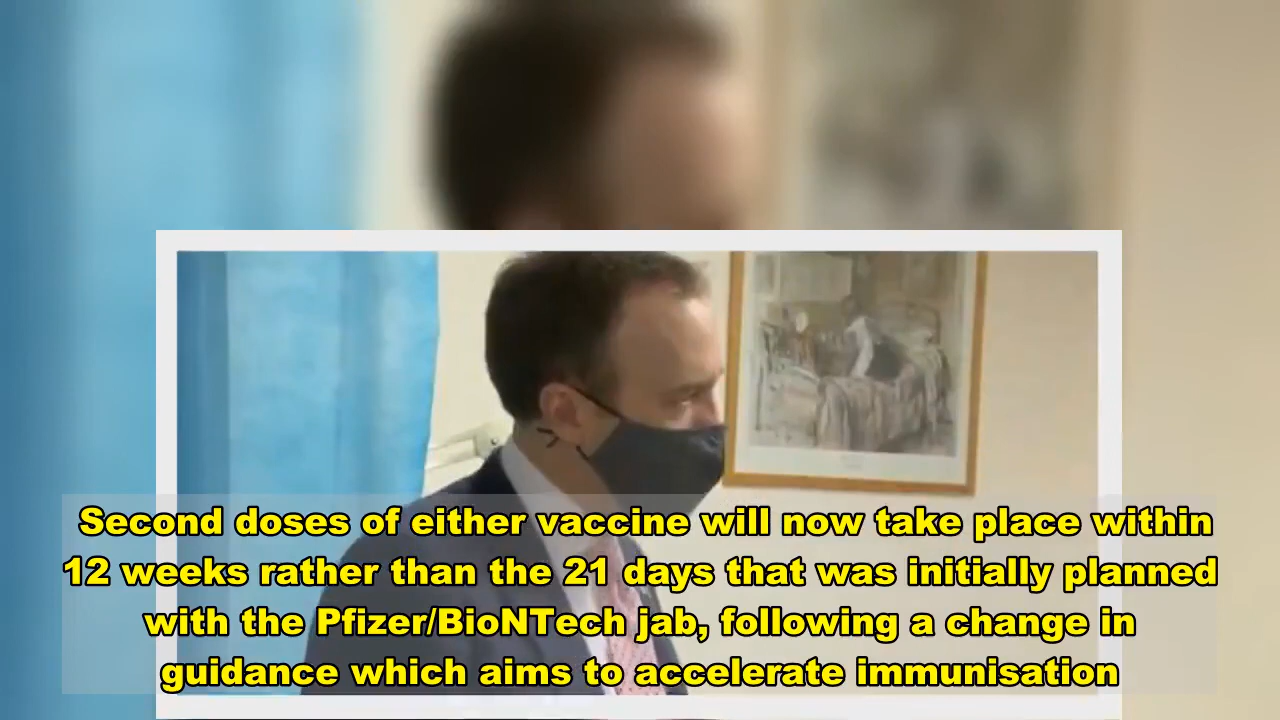 Second doses of either vaccine will now take place within
12 weeks rather than the 21 days that was initially planned
with the Pfizer/BioNTech jab, following a change in
guidance which aims to accelerate immunisation